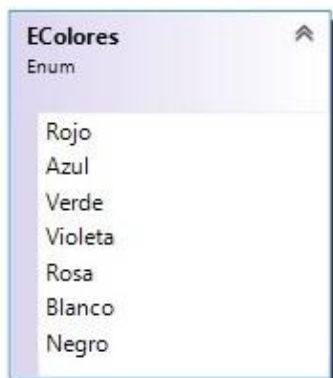 EColores
Enum
Rojo
Azul
Verde
Violeta
Rosa
Blanco
Negro